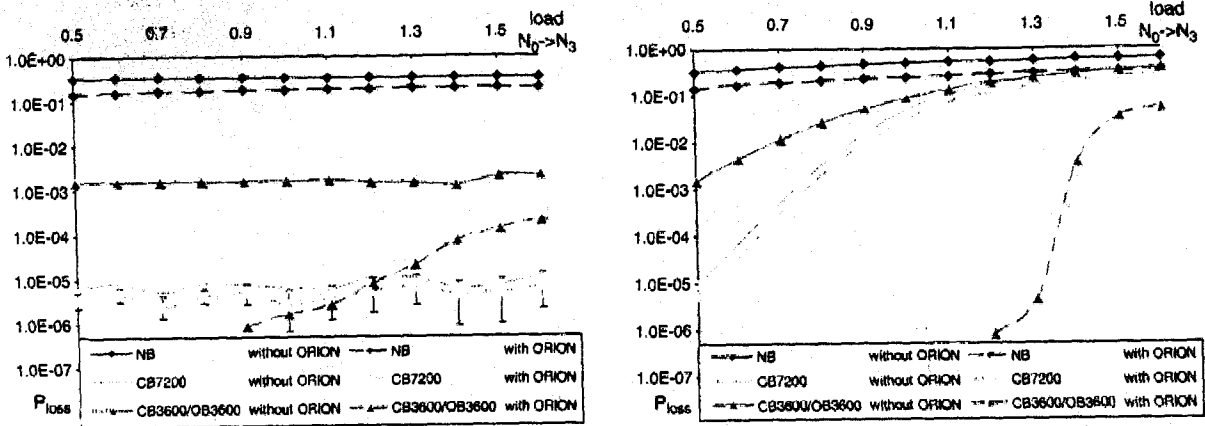 0.5 0.7 0.9 1.1 1.3 1.5 load
N0->N3
1.0E+00
1.0E-01
1.0E-02
1.0E-03
1.0E-04
1.0E-05
1.0E-06
1.0E-07
Ploss
NB without ORION NB with ORION
CB7200 without ORION CB7200 with ORION
CB3600/OB3600 without ORION CB3600/OB3600 with ORION
0.5 0.7 0.9 1.1 1.3 1.5 load
N0->N3
1.0E+00
1.0E-01
1.0E-02
1.0E-03
1.0E-04
1.0E-05
1.0E-06
1.0E-07
Ploss
NB without ORION NB with ORION
CB7200 without ORION CB7200 with ORION
CB3600/OB3600 without ORION CB3600/OB3600 with ORION